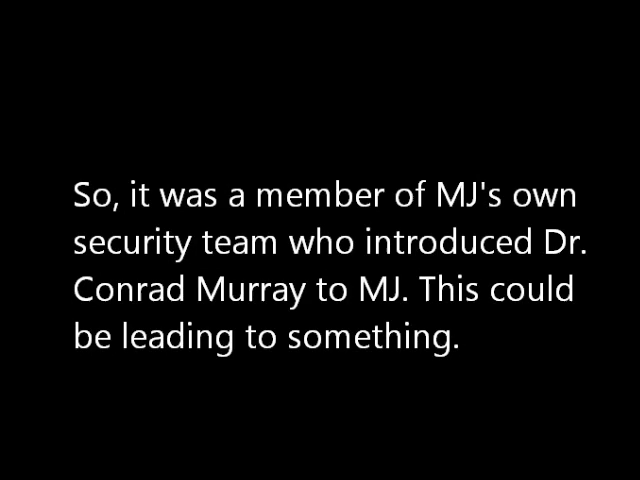 So, it was a member of MJ's own
security team who introduced Dr.
Conrad Murray to MJ. This could
be leading to something.